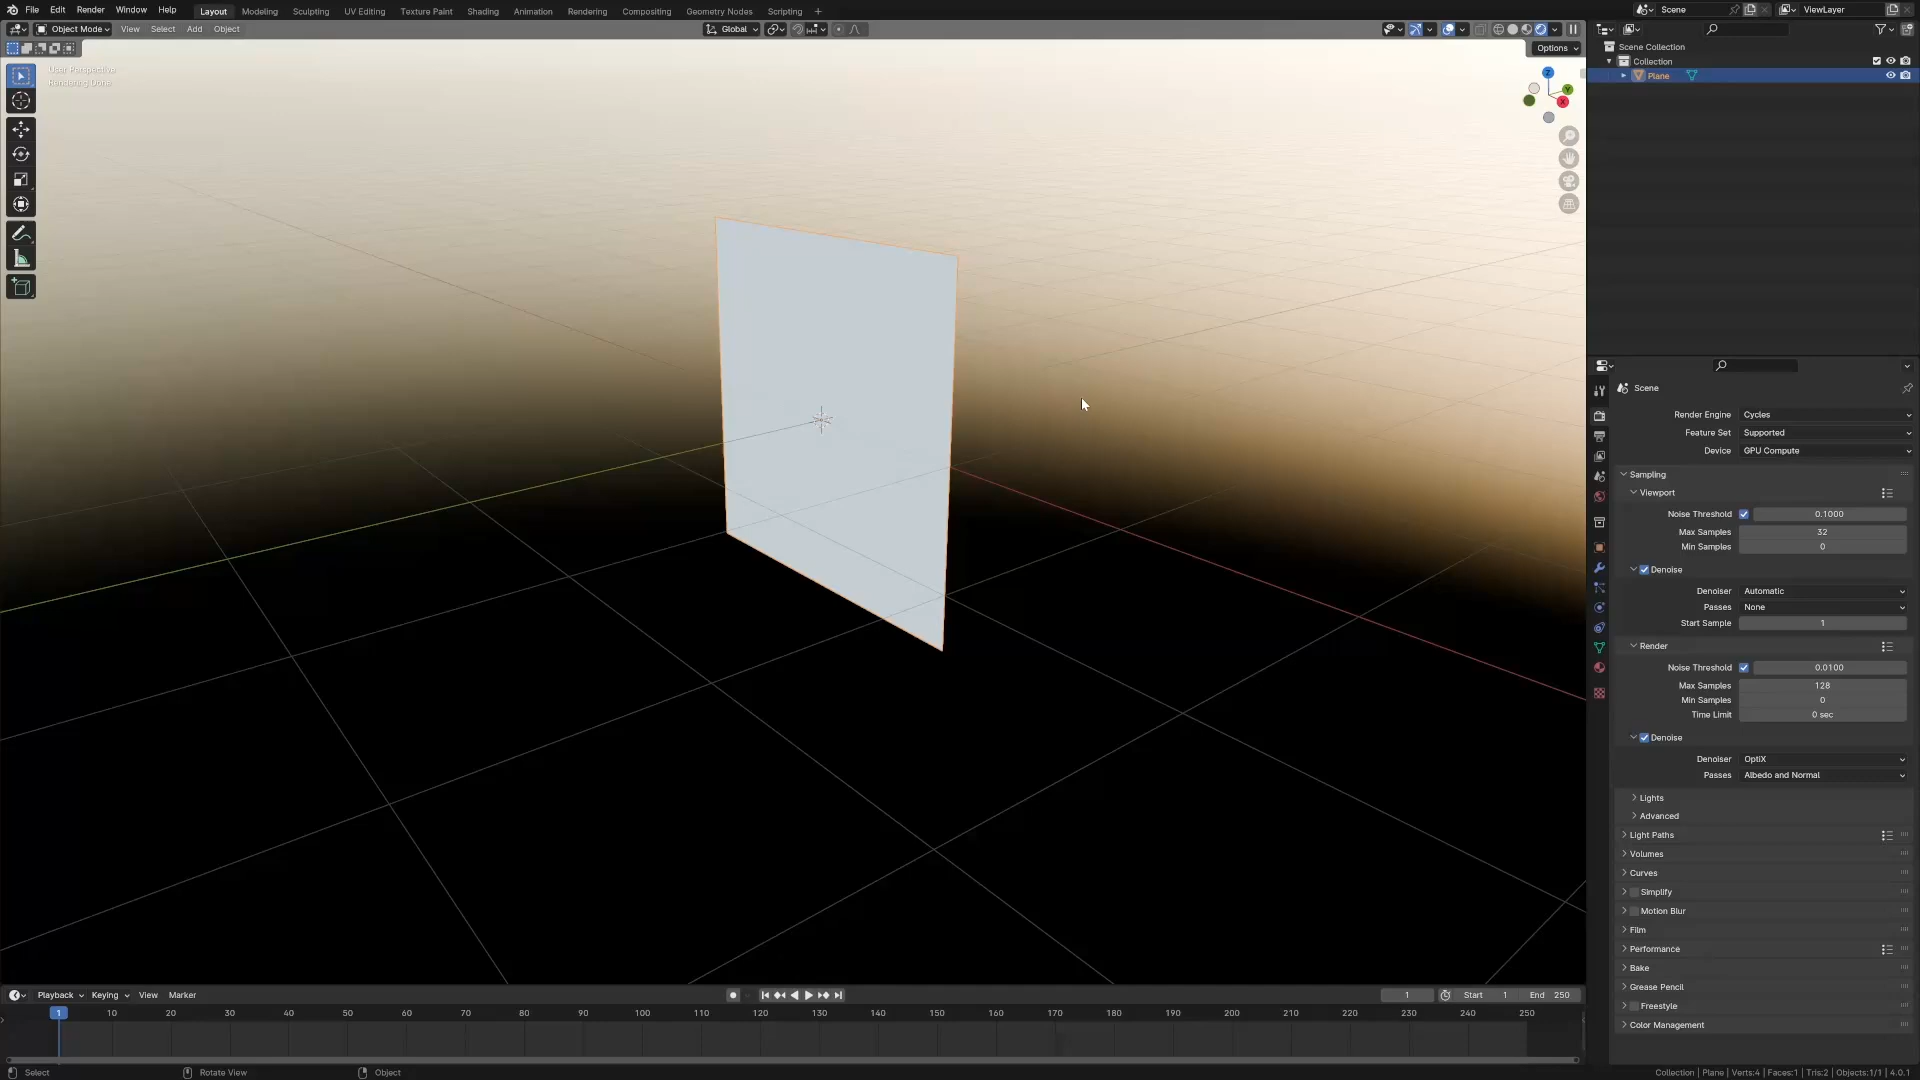 File Edit Render Window Help Layout Modeling Sculpting UV Editing Texture Paint Shading Animation Rendering Compositing Geometry Nodes Scripting + Scene ViewLayer
Object Mode View Select Add Object Global
Options
User Perspective
Rendering Done
Z
Y
X
Scene Collection
Collection
Plane
Scene
Render Engine Cycles
Feature Set Supported
Device GPU Compute
Sampling
Viewport
Noise Threshold 0.1000
Max Samples 32
Min Samples 0
Denoise
Denoiser Automatic
Passes None
Start Sample 1
Render
Noise Threshold 0.0100
Max Samples 128
Min Samples 0
Time Limit 0 sec
Denoise
Denoiser OptiX
Passes Albedo and Normal
Lights
Advanced
Light Paths
Volumes
Curves
Simplify
Motion Blur
Film
Performance
Bake
Grease Pencil
Freestyle
Color Management
Playback Keying View Marker 1 Start 1 End 250
1 10 20 30 40 50 60 70 80 90 100 110 120 130 140 150 160 170 180 190 200 210 220 230 240 250
Select Rotate View Object Collection | Plane | Verts:4 | Faces:1 | Tris:2 | Objects:1/1 | 4.0.1